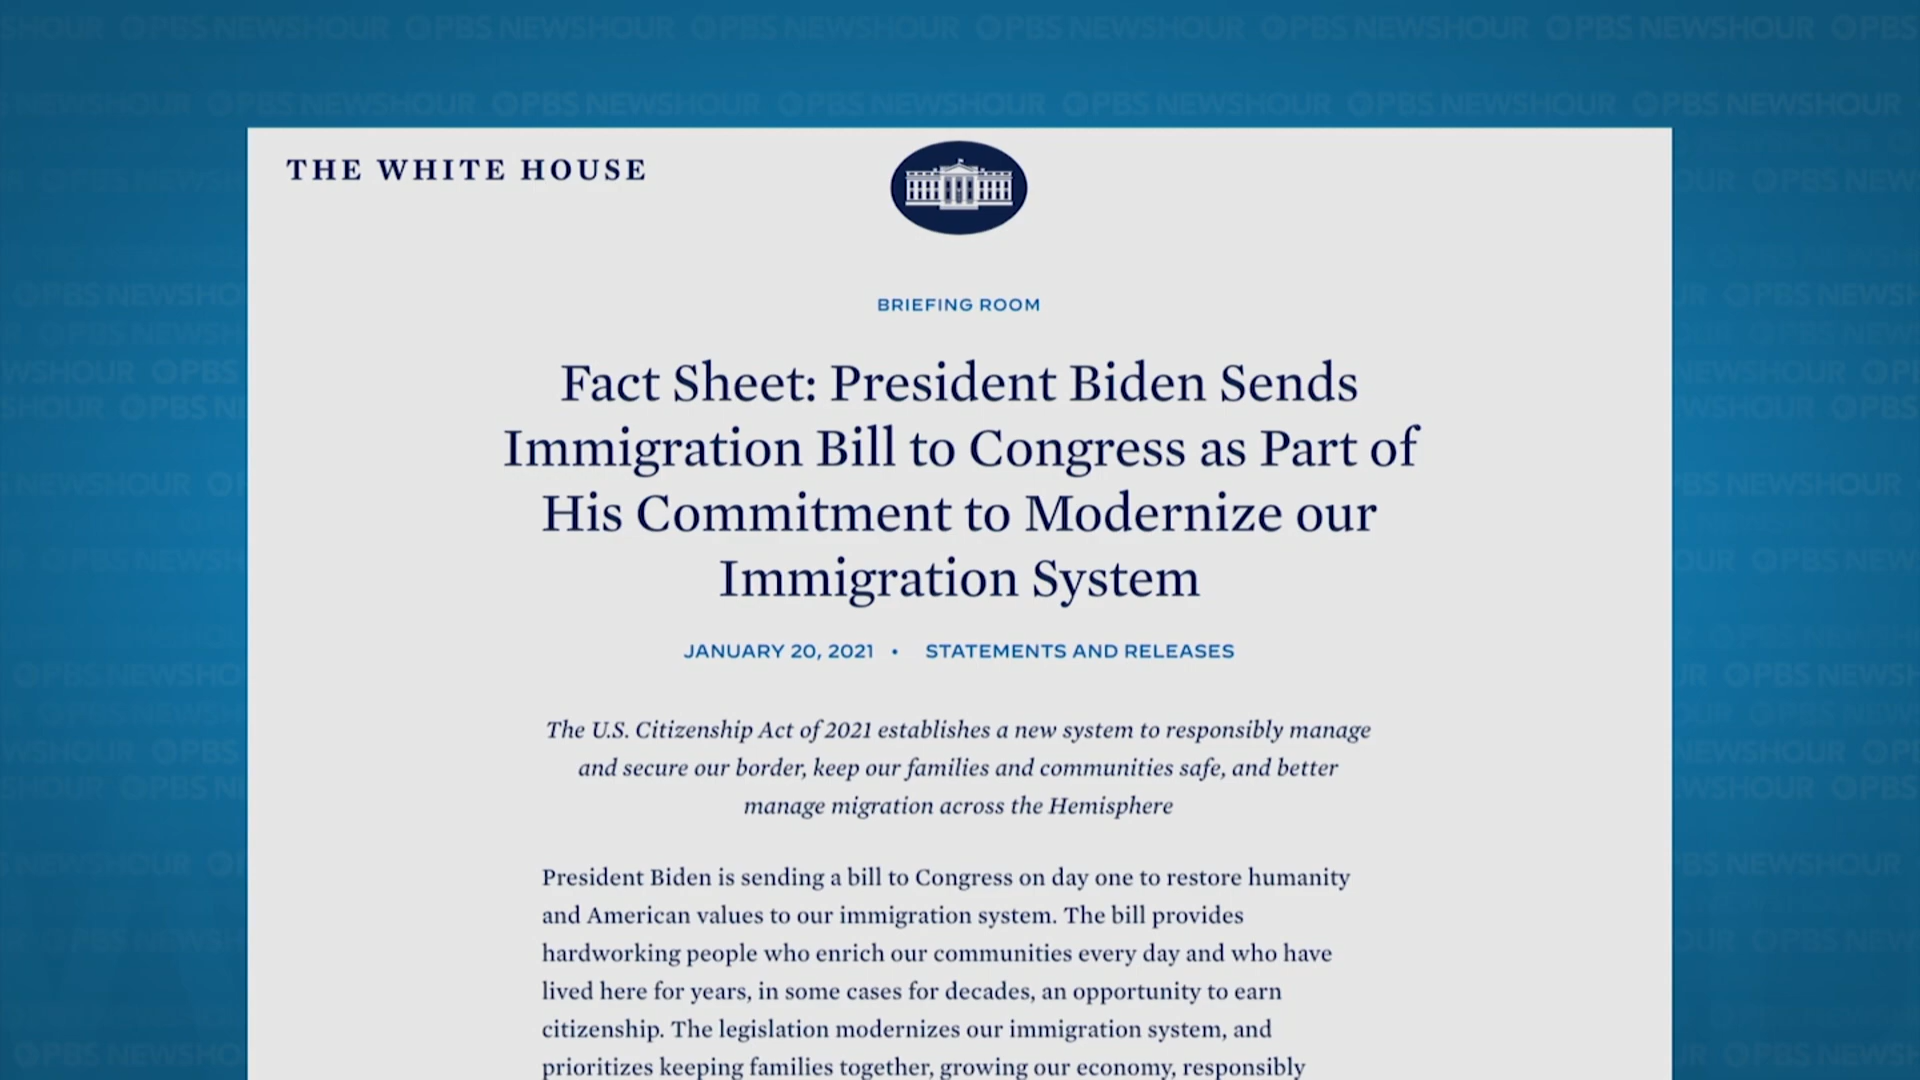 THE WHITE HOUSE
BRIEFING ROOM
Fact Sheet: President Biden Sends
Immigration Bill to Congress as Part of
His Commitment to Modernize our
Immigration System
JANUARY 20, 2021 • STATEMENTS AND RELEASES
The U.S. Citizenship Act of 2021 establishes a new system to responsibly manage
and secure our border, keep our families and communities safe, and better
manage migration across the Hemisphere
President Biden is sending a bill to Congress on day one to restore humanity
and American values to our immigration system. The bill provides
hardworking people who enrich our communities every day and who have
lived here for years, in some cases for decades, an opportunity to earn
citizenship. The legislation modernizes our immigration system, and
prioritizes keeping families together, growing our economy, responsibly